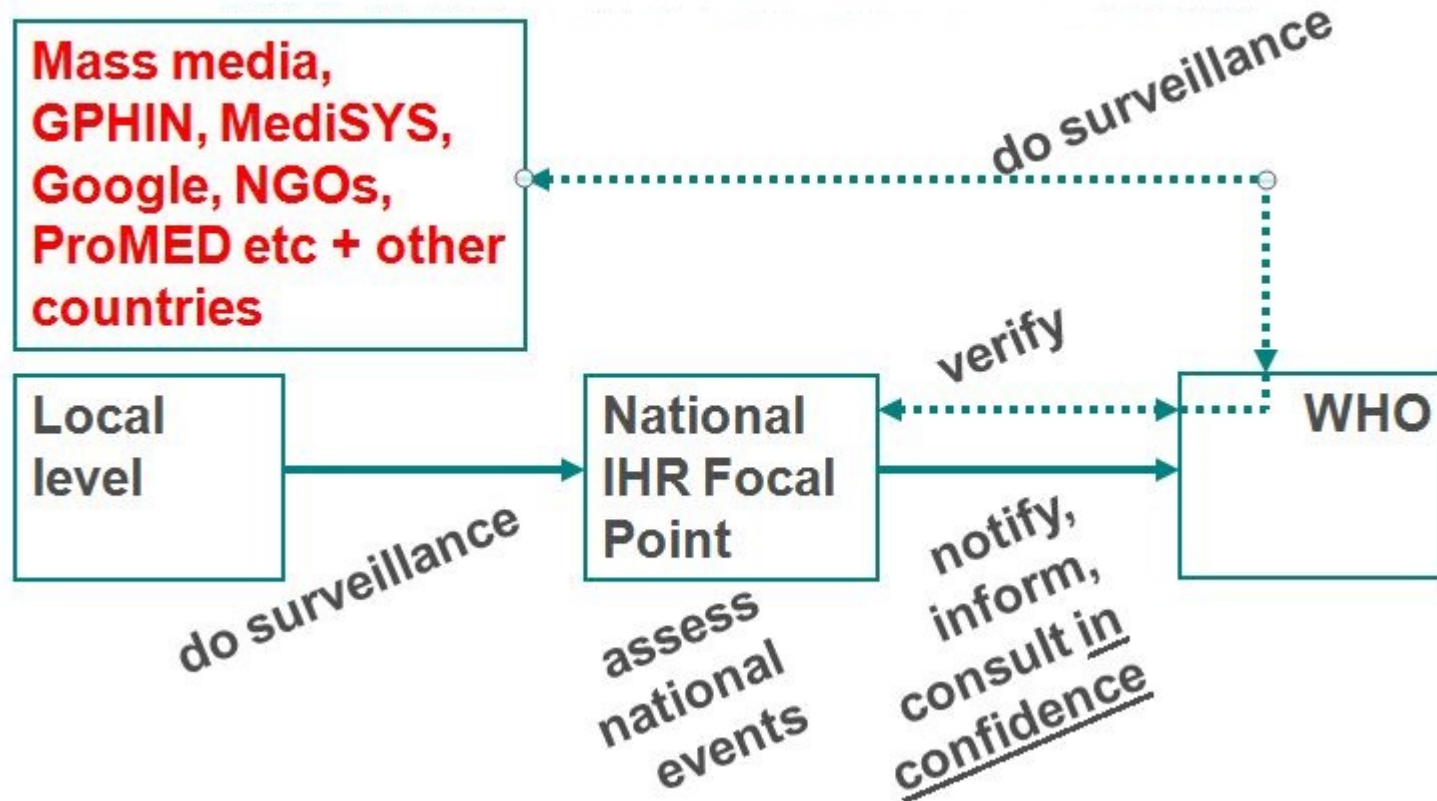 Mass media,
GPHIN, MediSYS,
Google, NGOs,
ProMED etc + other
countries
do surveillance
verify
Local
level
National
IHR Focal
Point
WHO
do surveillance
assess
national
events
notify,
inform,
consult in
confidence